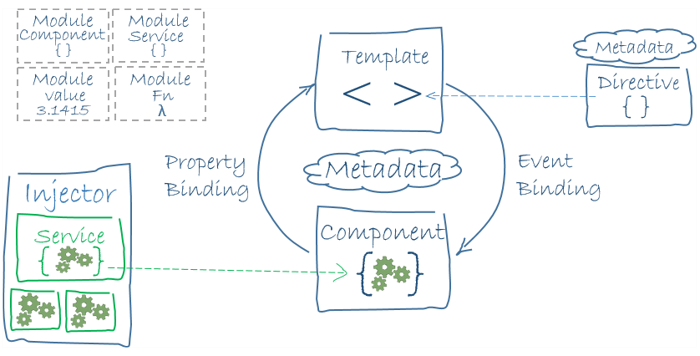 Module
Component
{ }
Module
Service
{ }
Module
value
3.1415
Module
Fn
λ
Template
< >
Metadata
Directive
{ }
Property
Binding
Metadata
Event
Binding
Injector
Service
{ }
Component
{ }